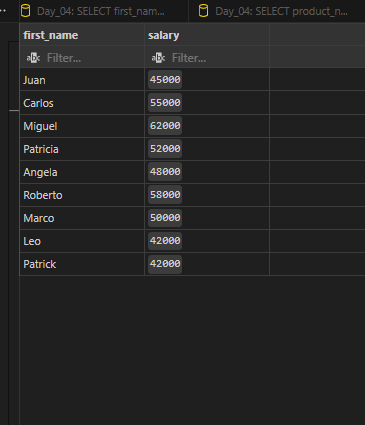 Day_04: SELECT first_nam... Day_04: SELECT product_n...
first_name salary
Filter... Filter...
Juan 45000
Carlos 55000
Miguel 62000
Patricia 52000
Angela 48000
Roberto 58000
Marco 50000
Leo 42000
Patrick 42000